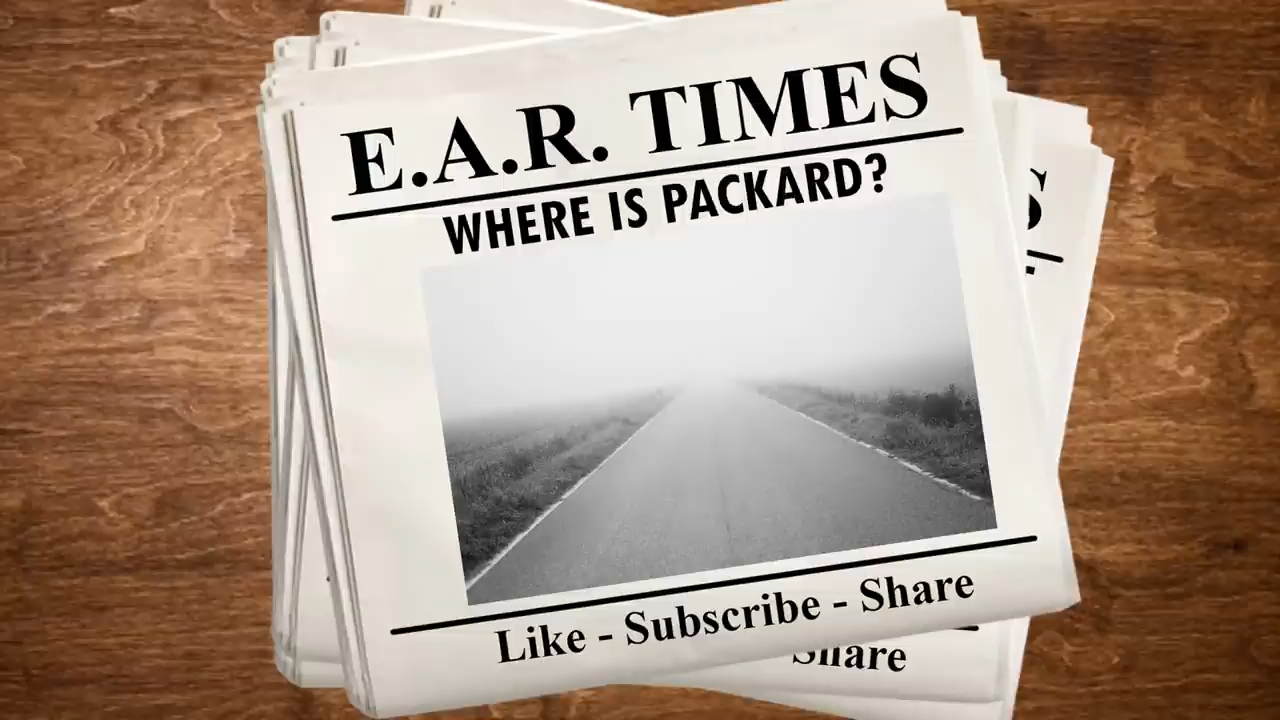 E.A.R. TIMES
WHERE IS PACKARD?
Like - Subscribe - Share
Share